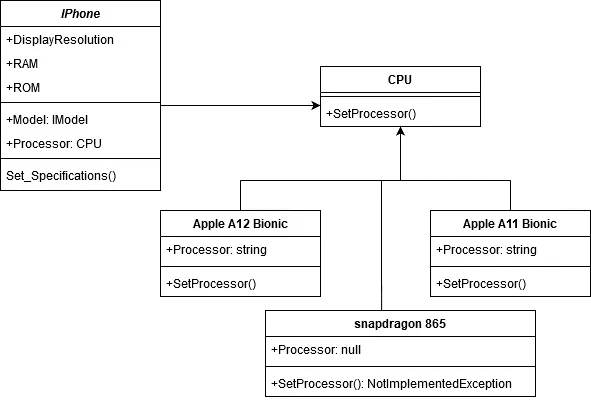 IPhone
+DisplayResolution
+RAM
+ROM
+Model: IModel
+Processor: CPU
Set_Specifications()
CPU
+SetProcessor()
Apple A12 Bionic
+Processor: string
+SetProcessor()
Apple A11 Bionic
+Processor: string
+SetProcessor()
snapdragon 865
+Processor: null
+SetProcessor(): NotImplementedException